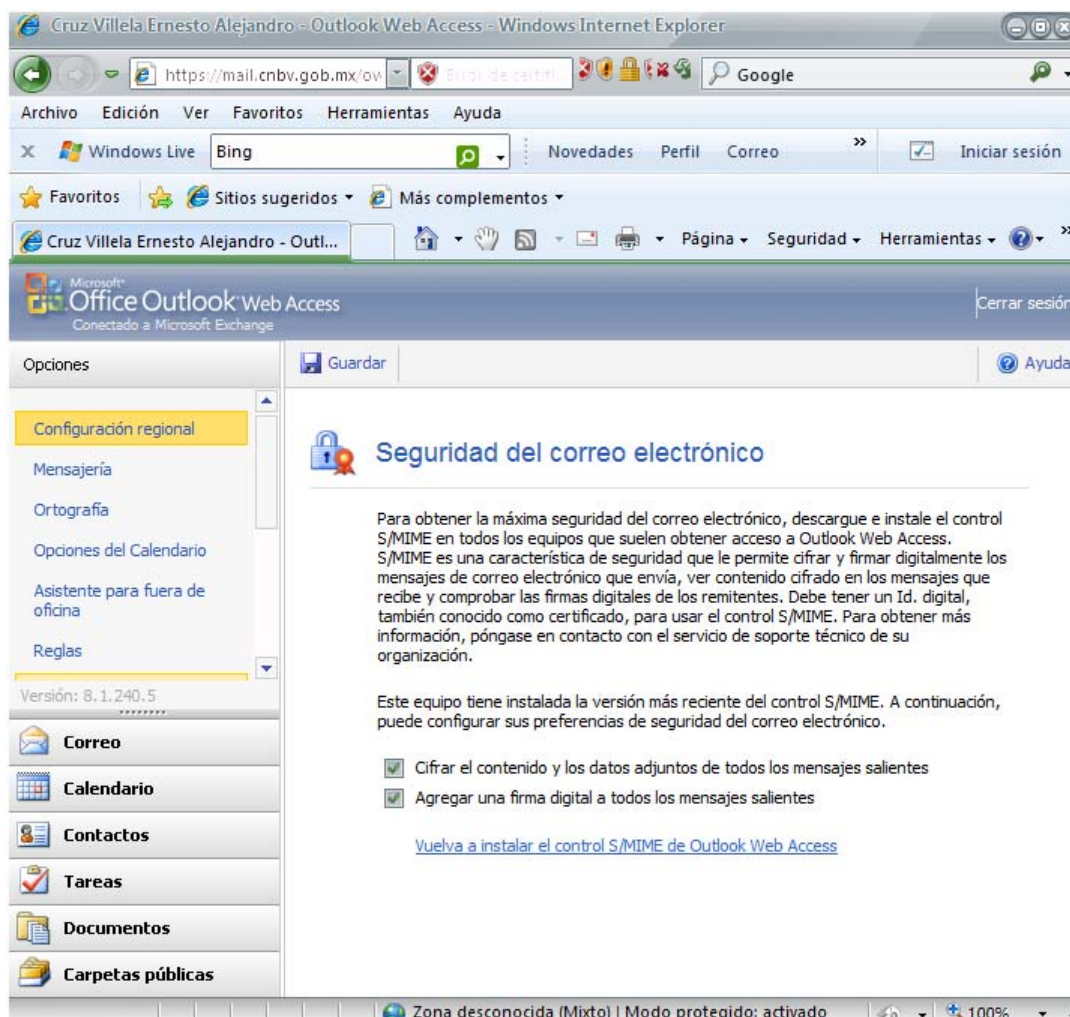 Cruz Villela Ernesto Alejandro - Outlook Web Access - Windows Internet Explorer
https://mail.cnbv.gob.mx/ow Error de certifi... Google
Archivo Edición Ver Favoritos Herramientas Ayuda
X Windows Live Bing Novedades Perfil Correo » Iniciar sesión
Favoritos Sitios sugeridos Más complementos
Cruz Villela Ernesto Alejandro - Outl... Página Seguridad Herramientas »
Microsoft
Office Outlook Web Access
Conectado a Microsoft Exchange
Cerrar sesión
Opciones
Guardar
Ayuda
Configuración regional
Mensajería
Ortografía
Opciones del Calendario
Asistente para fuera de
oficina
Reglas
Versión: 8.1.240.5
Correo
Calendario
Contactos
Tareas
Documentos
Carpetas públicas
Seguridad del correo electrónico
Para obtener la máxima seguridad del correo electrónico, descargue e instale el control
S/MIME en todos los equipos que suelen obtener acceso a Outlook Web Access.
S/MIME es una característica de seguridad que le permite cifrar y firmar digitalmente los
mensajes de correo electrónico que envía, ver contenido cifrado en los mensajes que
recibe y comprobar las firmas digitales de los remitentes. Debe tener un Id. digital,
también conocido como certificado, para usar el control S/MIME. Para obtener más
información, póngase en contacto con el servicio de soporte técnico de su
organización.
Este equipo tiene instalada la versión más reciente del control S/MIME. A continuación,
puede configurar sus preferencias de seguridad del correo electrónico.
Cifrar el contenido y los datos adjuntos de todos los mensajes salientes
Agregar una firma digital a todos los mensajes salientes
Vuelva a instalar el control S/MIME de Outlook Web Access
Zona desconocida (Mixto) | Modo protegido: activado 100%